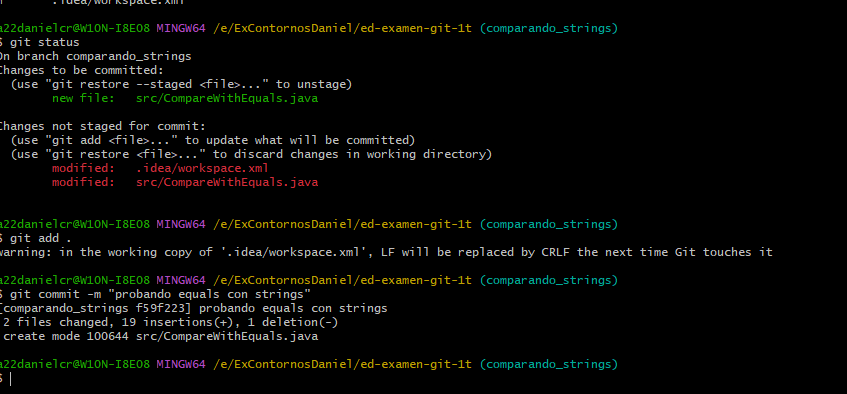 .idea/workspace.xml
a22danielcr@W10N-I8E08 MINGW64 /e/ExContornosDaniel/ed-examen-git-1t (comparando_strings)
$ git status
On branch comparando_strings
Changes to be committed:
  (use "git restore --staged <file>..." to unstage)
        new file:   src/CompareWithEquals.java
Changes not staged for commit:
  (use "git add <file>..." to update what will be committed)
  (use "git restore <file>..." to discard changes in working directory)
        modified:   .idea/workspace.xml
        modified:   src/CompareWithEquals.java
a22danielcr@W10N-I8E08 MINGW64 /e/ExContornosDaniel/ed-examen-git-1t (comparando_strings)
$ git add .
warning: in the working copy of '.idea/workspace.xml', LF will be replaced by CRLF the next time Git touches it
a22danielcr@W10N-I8E08 MINGW64 /e/ExContornosDaniel/ed-examen-git-1t (comparando_strings)
$ git commit -m "probando equals con strings"
[comparando_strings f59f223] probando equals con strings
 2 files changed, 19 insertions(+), 1 deletion(-)
 create mode 100644 src/CompareWithEquals.java
a22danielcr@W10N-I8E08 MINGW64 /e/ExContornosDaniel/ed-examen-git-1t (comparando_strings)
$